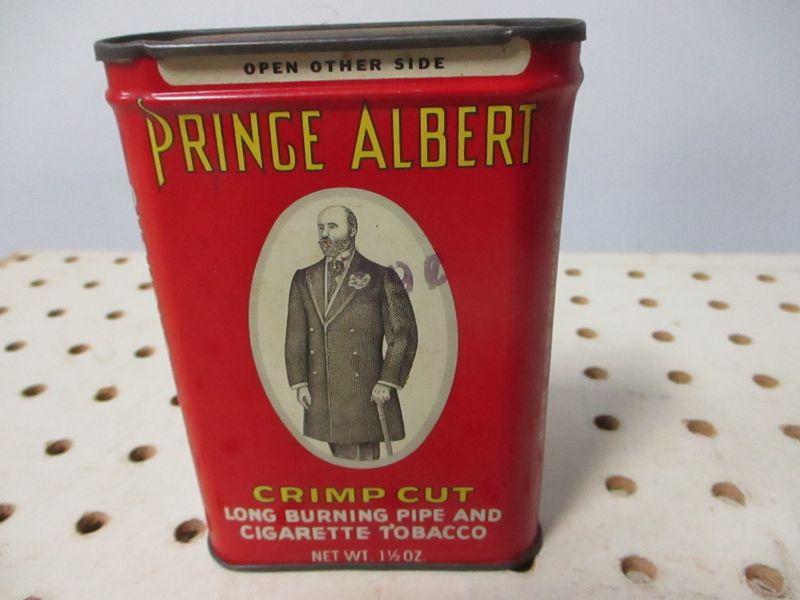 OPEN OTHER SIDE
PRINCE ALBERT
CRIMP CUT
LONG BURNING PIPE AND
CIGARETTE TOBACCO
NET WT. 1½ OZ.